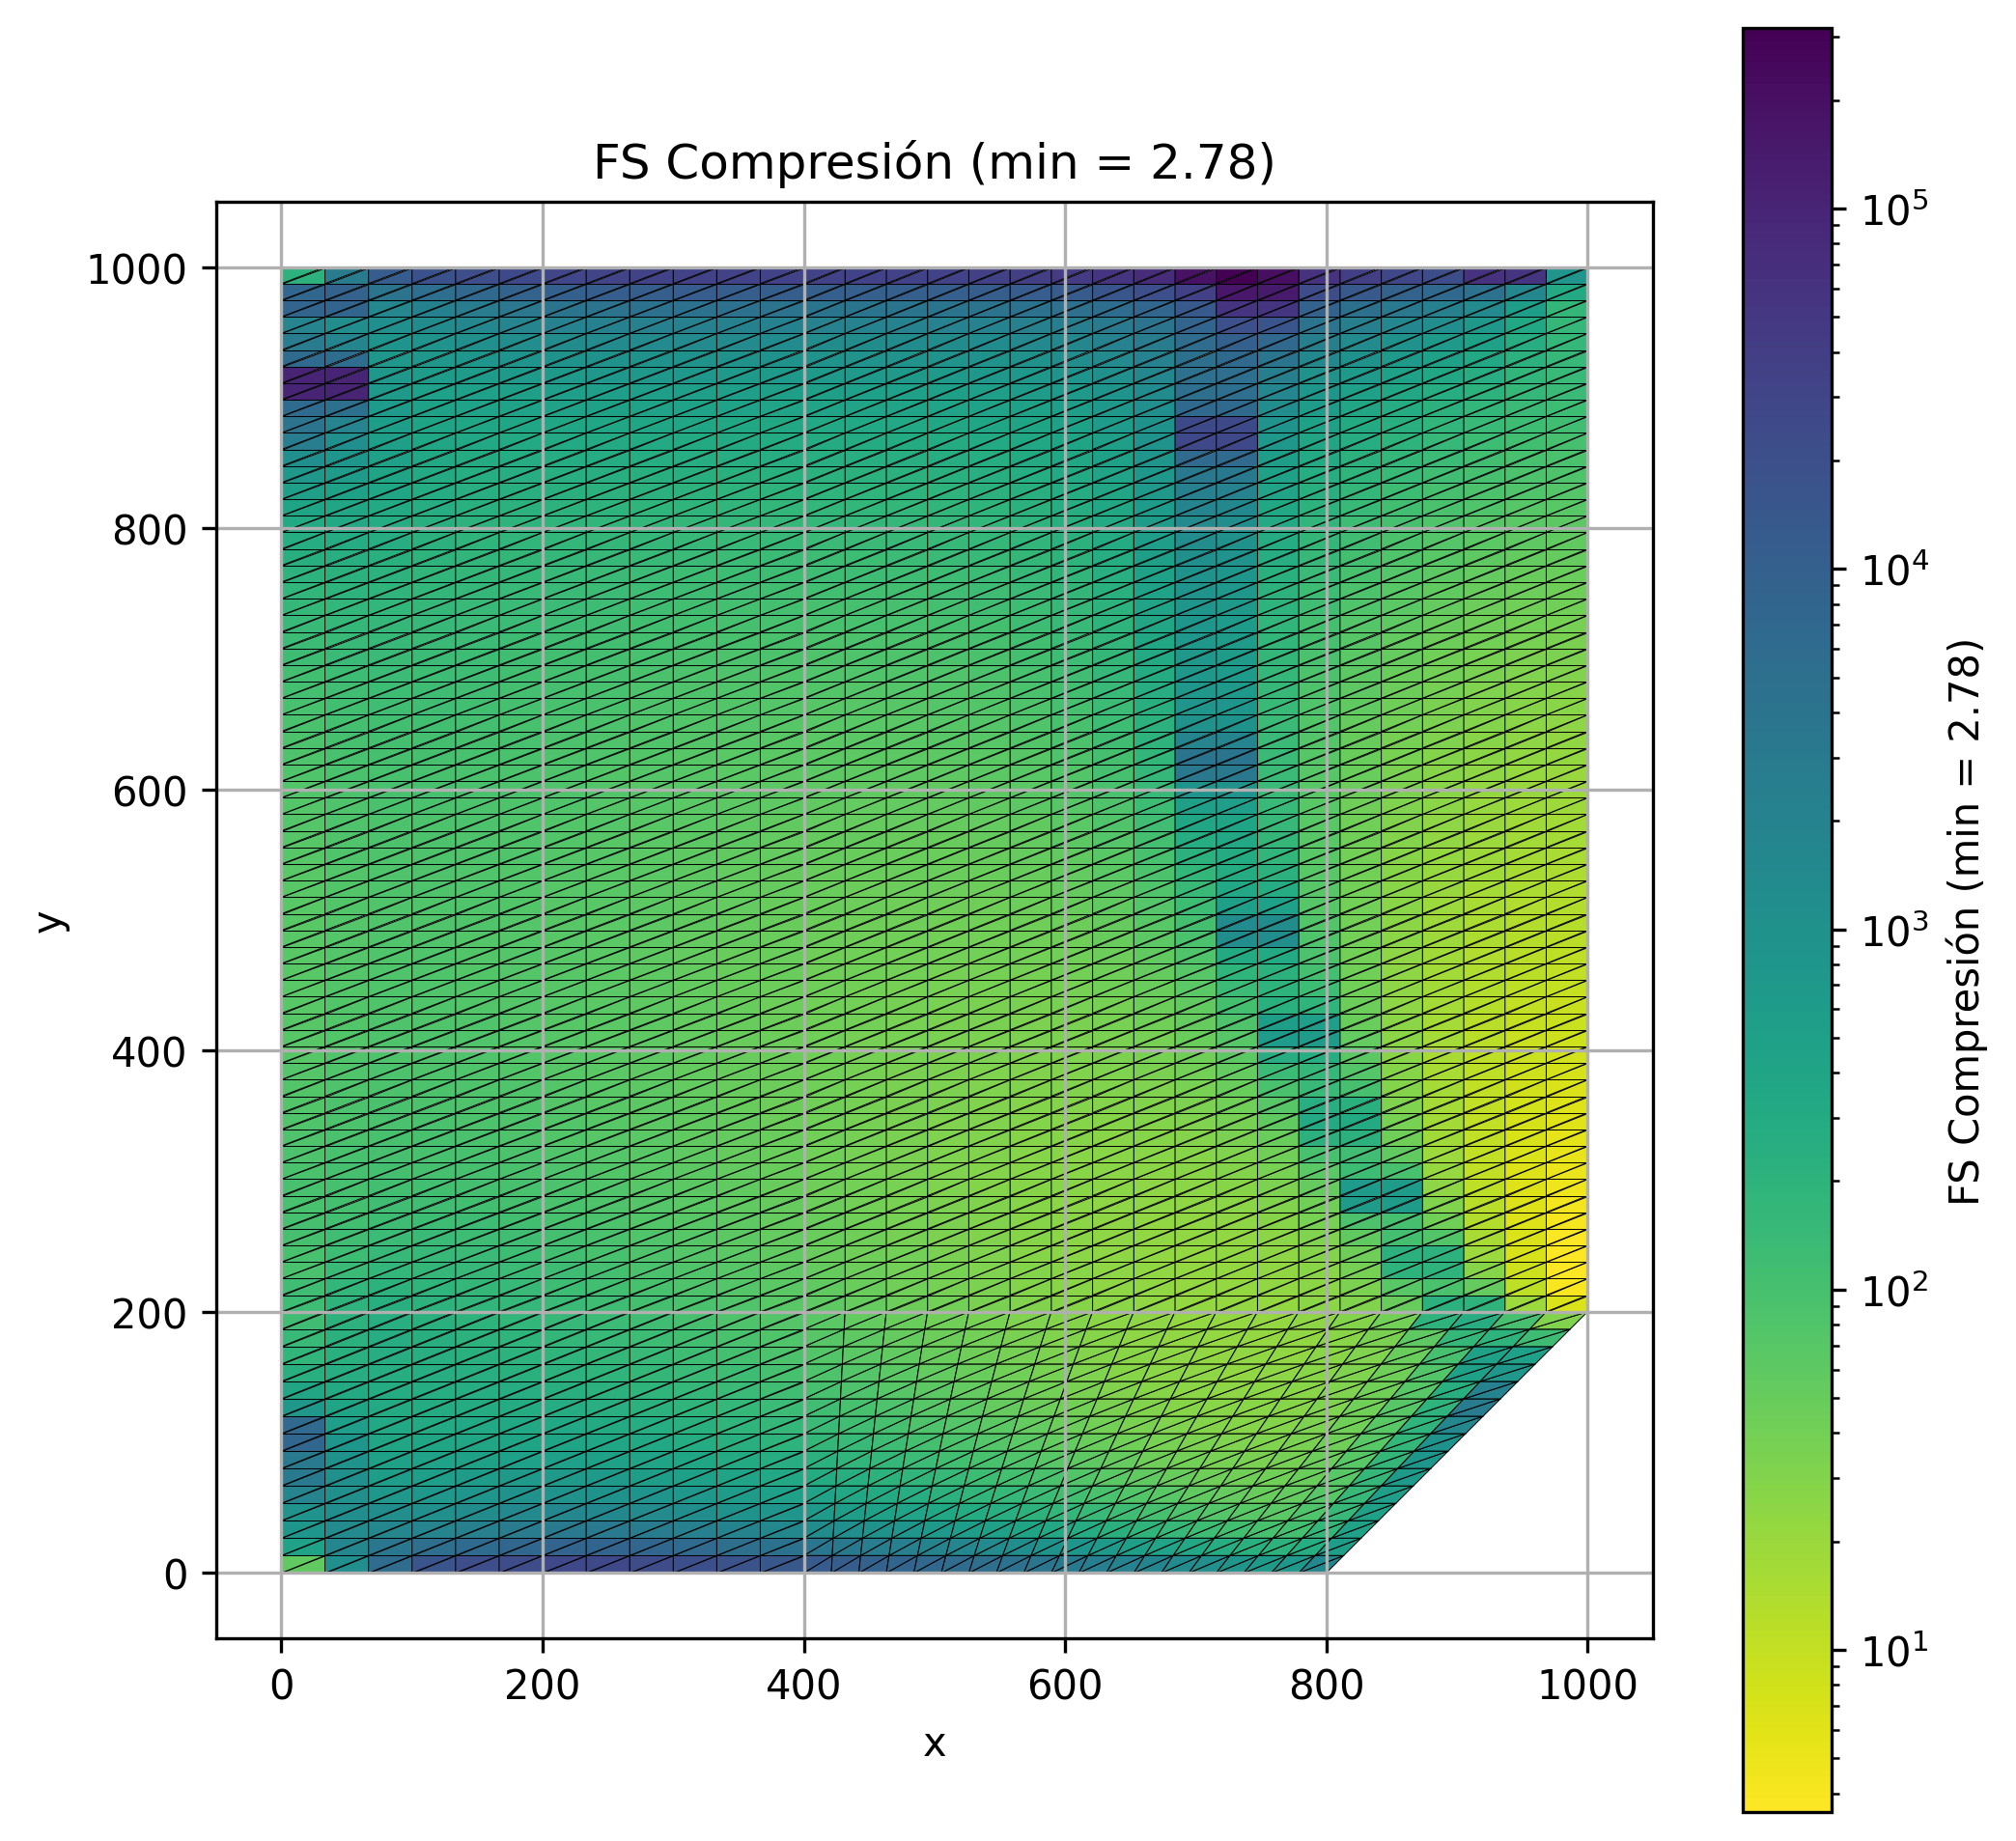 FS Compresión (min = 2.78)
1000
800
600
400
200
0
y
0 200 400 600 800 1000
x
10⁵
10⁴
10³
10²
10¹
FS Compresión (min = 2.78)